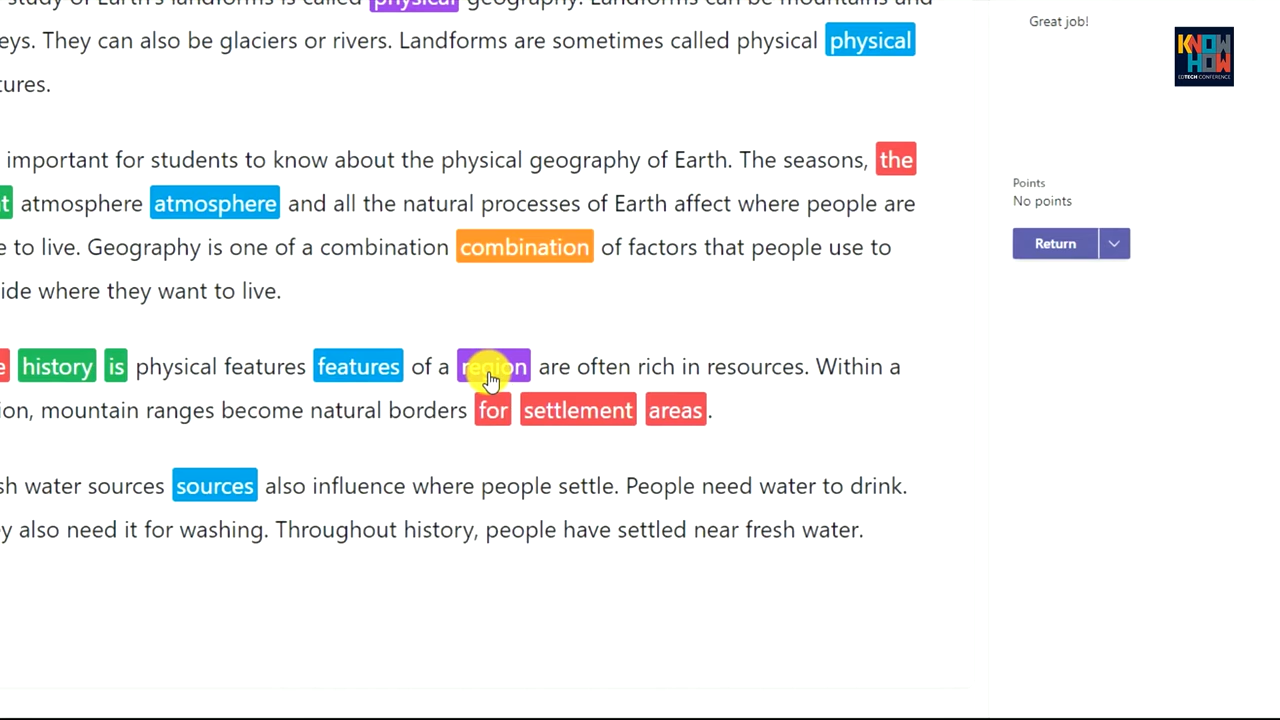 study of Earth's landforms is called physical geography. Landforms can be mountains and
eys. They can also be glaciers or rivers. Landforms are sometimes called physical physical
tures.
important for students to know about the physical geography of Earth. The seasons, the
t atmosphere atmosphere and all the natural processes of Earth affect where people are
e to live. Geography is one of a combination combination of factors that people use to
ide where they want to live.
e history is physical features features of a region are often rich in resources. Within a
ion, mountain ranges become natural borders for settlement areas.
sh water sources sources also influence where people settle. People need water to drink.
y also need it for washing. Throughout history, people have settled near fresh water.
Great job!
KNOW
HOW
EDTECH CONFERENCE
Points
No points
Return